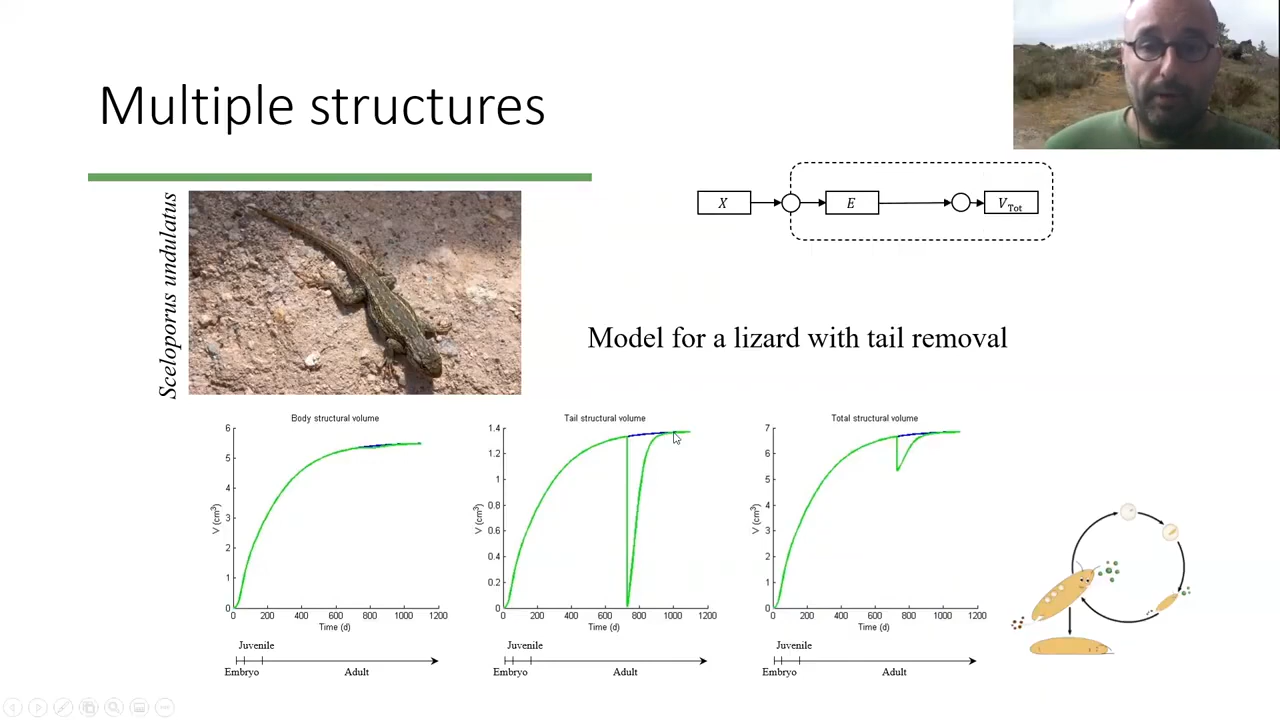 Multiple structures
Sceloporus undulatus
X
E
V_Tot
Model for a lizard with tail removal
Body structural volume
6
5
4
3
2
1
0
V (cm³)
0 200 400 600 800 1000 1200
Time (d)
Juvenile
Embryo
Adult
Tail structural volume
1.4
1.2
1
0.8
0.6
0.4
0.2
0
V (cm³)
0 200 400 600 800 1000 1200
Time (d)
Juvenile
Embryo
Adult
Total structural volume
7
6
5
4
3
2
1
0
V (cm³)
0 200 400 600 800 1000 1200
Time (d)
Juvenile
Embryo
Adult